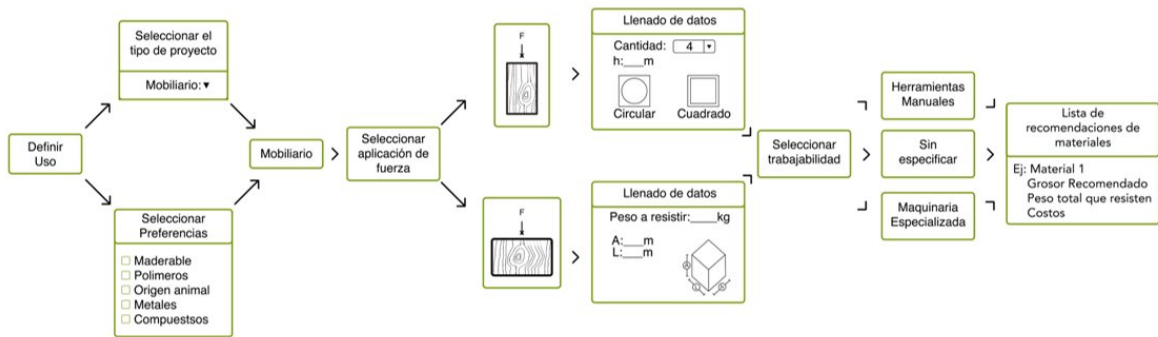 Definir
Uso
Seleccionar el
tipo de proyecto
Mobiliario:▾
Seleccionar
Preferencias
Maderable
Polimeros
Origen animal
Metales
Compuestsos
Mobiliario
Seleccionar
aplicación de
fuerza
F
Llenado de datos
Cantidad: 4 ▾
h:___m
Circular Cuadrado
F
Llenado de datos
Peso a resistir:____kg
A:___m
L:___m
A
L
A
Seleccionar
trabajabilidad
Herramientas
Manuales
Sin
especificar
Maquinaria
Especializada
Lista de
recomendaciones de
materiales
Ej: Material 1
Grosor Recomendado
Peso total que resisten
Costos